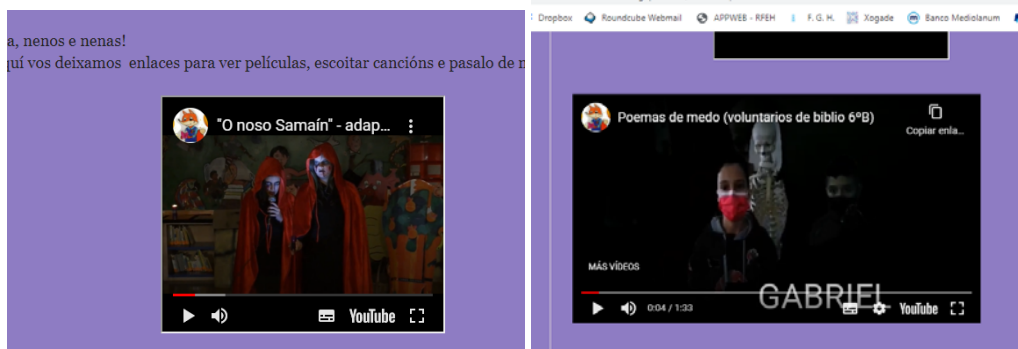 a, nenos e nenas!
quí vos deixamos enlaces para ver películas, escoitar cancións e pasalo de
"O noso Samaín" - adap...
YouTube
Dropbox Roundcube Webmail APPWEB - RFEH F. G. H. Xogade Banco Mediolanum
Poemas de medo (voluntarios de biblio 6ºB)
Copiar enla...
MÁS VÍDEOS
GABRIEL
0:04 / 1:33
YouTube